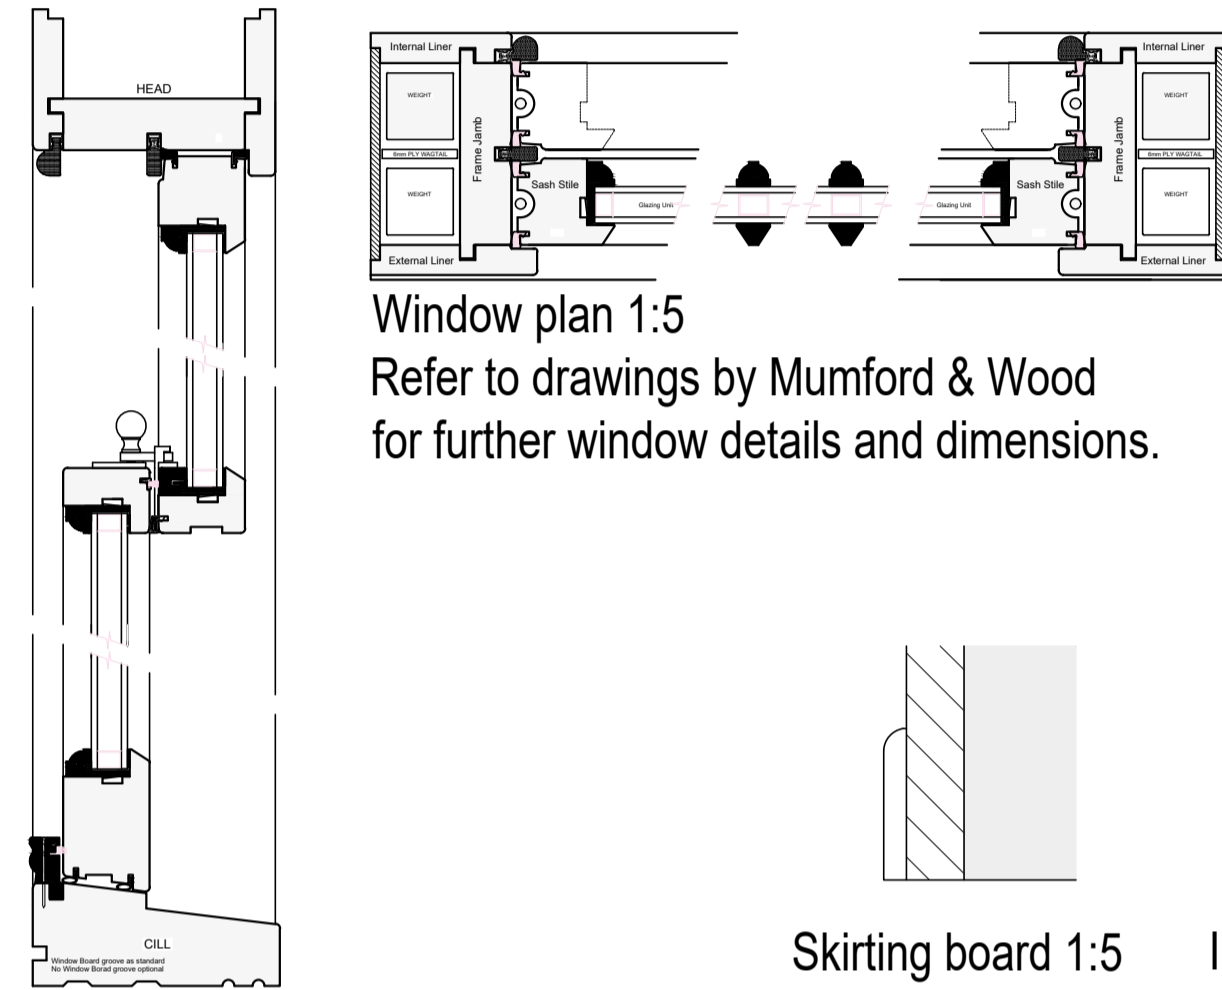 HEAD
Internal Liner
WEIGHT
6mm PLY WAGTAIL
WEIGHT
External Liner
Frame Jamb
Sash Stile
Glazing Unit
Glazing Unit
Sash Stile
Frame Jamb
Internal Liner
WEIGHT
6mm PLY WAGTAIL
WEIGHT
External Liner
Window plan 1:5
Refer to drawings by Mumford & Wood
for further window details and dimensions.
CILL
Window Board groove as standard
No Window Borad groove optional
Skirting board 1:5